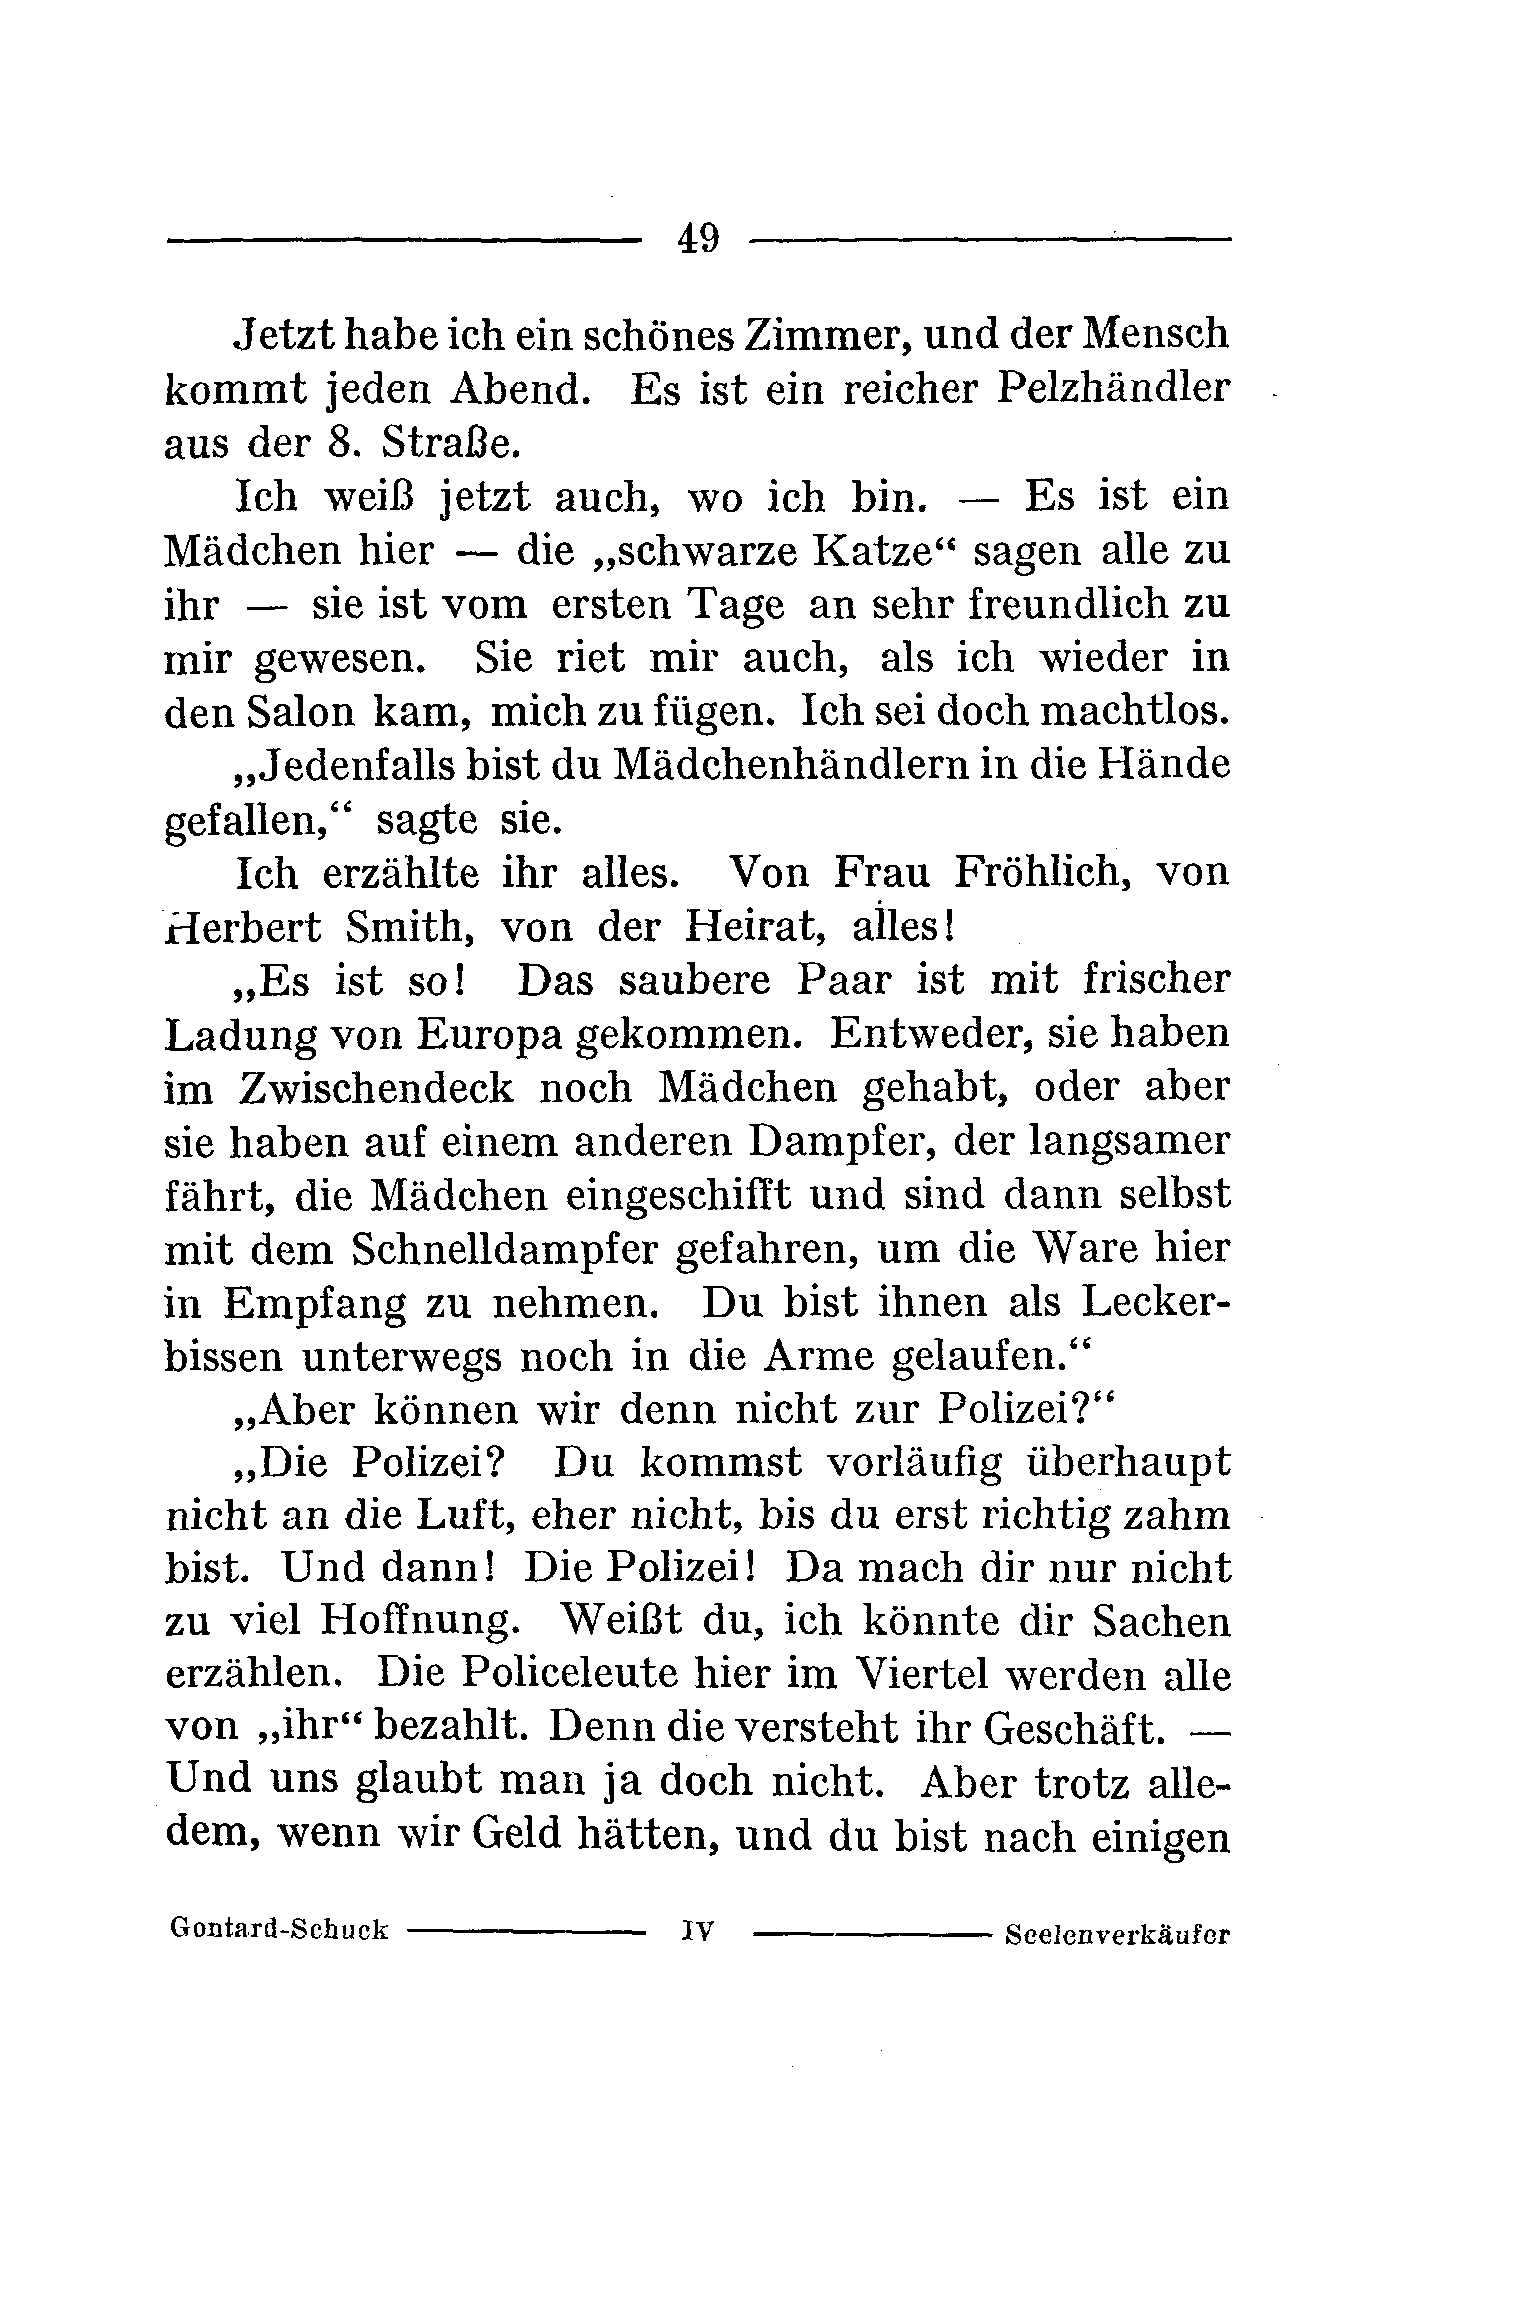 49
Jetzt habe ich ein schönes Zimmer, und der Mensch
kommt jeden Abend. Es ist ein reicher Pelzhändler
aus der 8. Straße.
Ich weiß jetzt auch, wo ich bin. — Es ist ein
Mädchen hier — die „schwarze Katze“ sagen alle zu
ihr — sie ist vom ersten Tage an sehr freundlich zu
mir gewesen. Sie riet mir auch, als ich wieder in
den Salon kam, mich zu fügen. Ich sei doch machtlos.
„Jedenfalls bist du Mädchenhändlern in die Hände
gefallen,“ sagte sie.
Ich erzählte ihr alles. Von Frau Fröhlich, von
Herbert Smith, von der Heirat, alles!
„Es ist so! Das saubere Paar ist mit frischer
Ladung von Europa gekommen. Entweder, sie haben
im Zwischendeck noch Mädchen gehabt, oder aber
sie haben auf einem anderen Dampfer, der langsamer
fährt, die Mädchen eingeschifft und sind dann selbst
mit dem Schnelldampfer gefahren, um die Ware hier
in Empfang zu nehmen. Du bist ihnen als Lecker-
bissen unterwegs noch in die Arme gelaufen.“
„Aber können wir denn nicht zur Polizei?“
„Die Polizei? Du kommst vorläufig überhaupt
nicht an die Luft, eher nicht, bis du erst richtig zahm
bist. Und dann! Die Polizei! Da mach dir nur nicht
zu viel Hoffnung. Weißt du, ich könnte dir Sachen
erzählen. Die Policeleute hier im Viertel werden alle
von „ihr“ bezahlt. Denn die versteht ihr Geschäft. —
Und uns glaubt man ja doch nicht. Aber trotz alle-
dem, wenn wir Geld hätten, und du bist nach einigen
Gontard-Schuck IV Seelenverkäufer